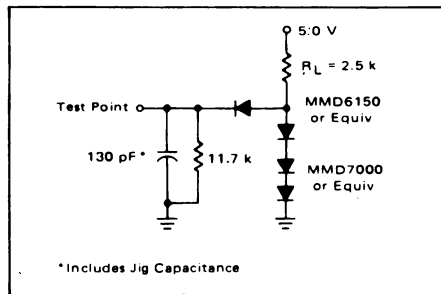 5.0 V
R_L = 2.5 k
Test Point
MMD6150
or Equiv
130 pF*
11.7 k
MMD7000
or Equiv
*Includes Jig Capacitance